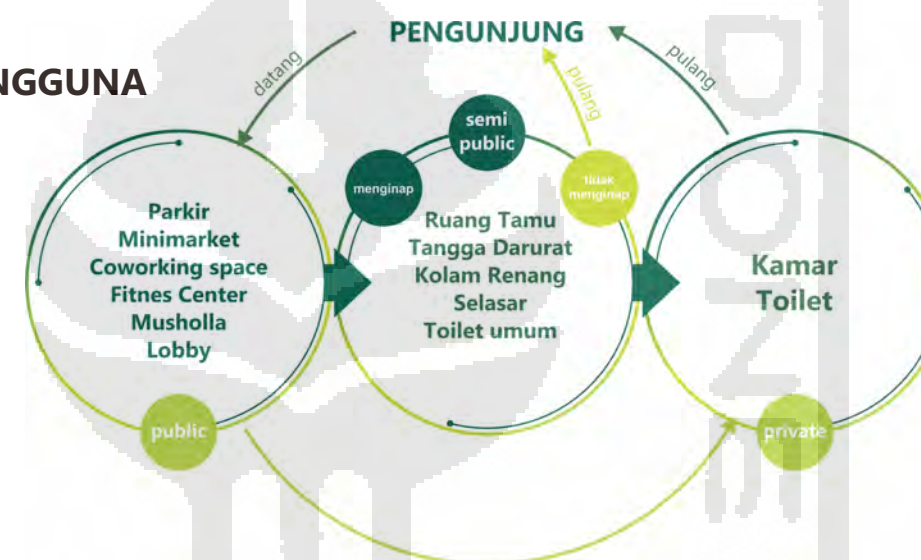 PENGUNJUNG
NGGUNA
datang
pulang
pulang
semi
public
menginap
tidak
menginap
Parkir
Minimarket
Coworking space
Fitnes Center
Musholla
Lobby
Ruang Tamu
Tangga Darurat
Kolam Renang
Selasar
Toilet umum
Kamar
Toilet
public
private